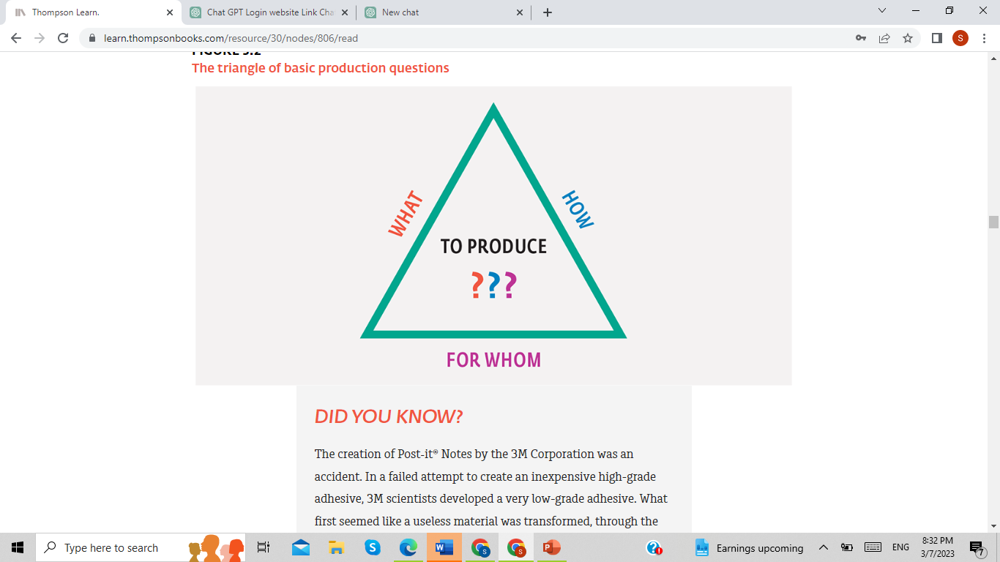 Thompson Learn.
Chat GPT Login website Link Cha
New chat
learn.thompsonbooks.com/resource/30/nodes/806/read
S
FIGURE 3.2
The triangle of basic production questions
WHAT
HOW
TO PRODUCE
???
FOR WHOM
DID YOU KNOW?
The creation of Post-it® Notes by the 3M Corporation was an
accident. In a failed attempt to create an inexpensive high-grade
adhesive, 3M scientists developed a very low-grade adhesive. What
first seemed like a useless material was transformed, through the
Type here to search
Earnings upcoming
ENG
8:32 PM
3/7/2023
7